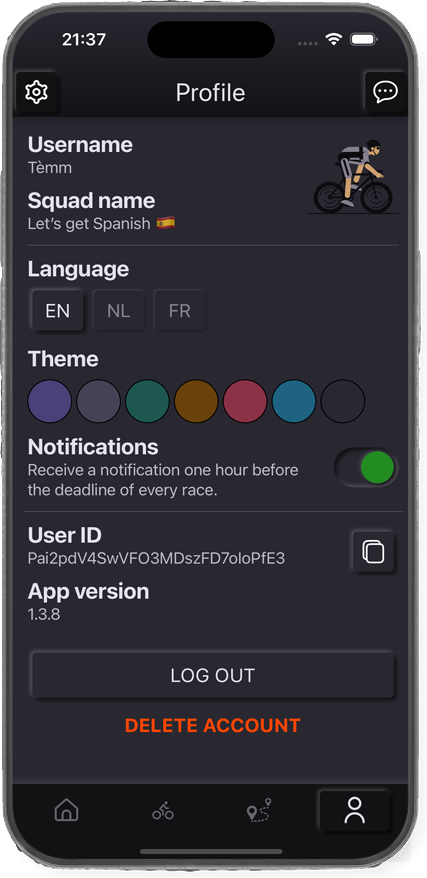 21:37
Profile
Username
Tèmm
Squad name
Let's get Spanish 🇪🇸
Language
EN NL FR
Theme
Notifications
Receive a notification one hour before
the deadline of every race.
User ID
Pai2pdV4SwVFO3MDszFD7oloPfE3
App version
1.3.8
LOG OUT
DELETE ACCOUNT